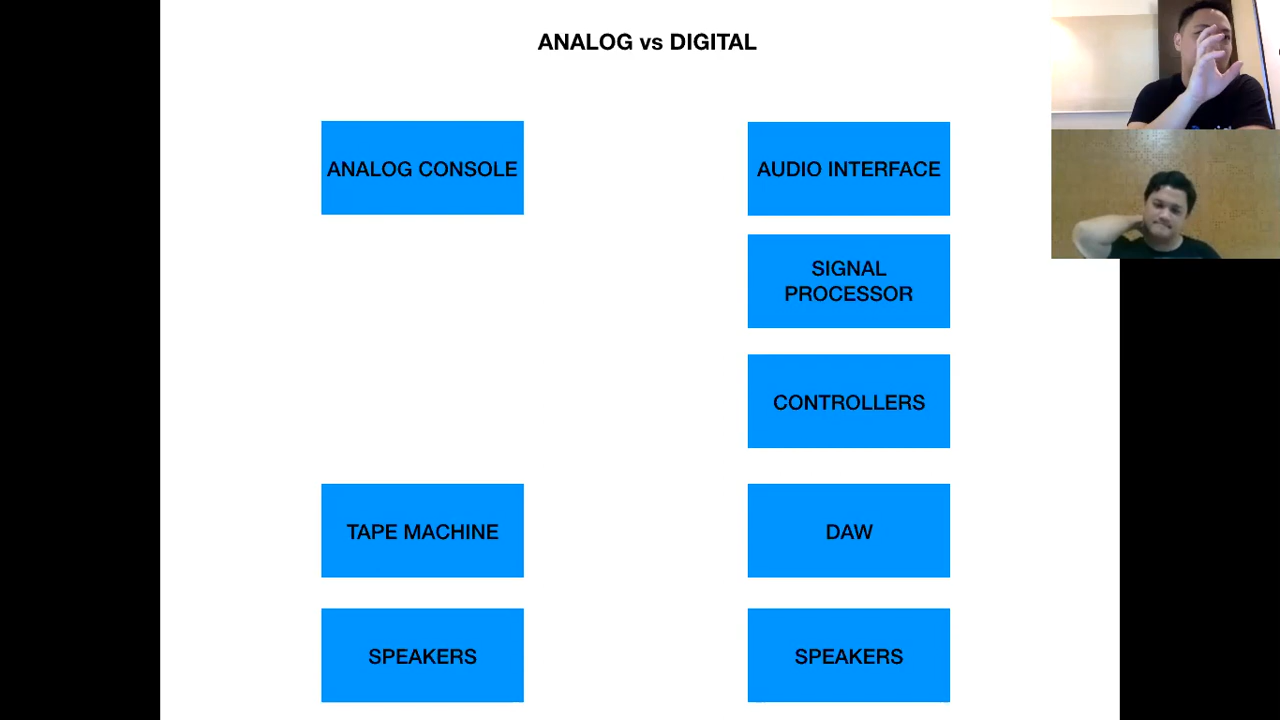 ANALOG vs DIGITAL
ANALOG CONSOLE
AUDIO INTERFACE
SIGNAL
PROCESSOR
CONTROLLERS
TAPE MACHINE
DAW
SPEAKERS
SPEAKERS